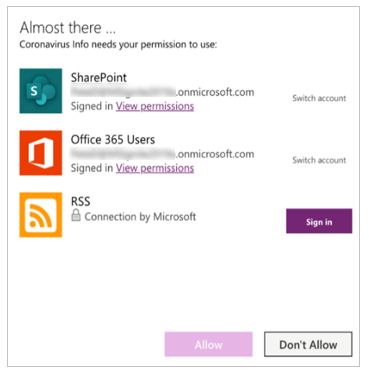 Almost there ...
Coronavirus Info needs your permission to use:
SharePoint
.onmicrosoft.com
Signed in View permissions
Switch account
Office 365 Users
.onmicrosoft.com
Signed in View permissions
Switch account
RSS
Connection by Microsoft
Sign in
Allow
Don't Allow